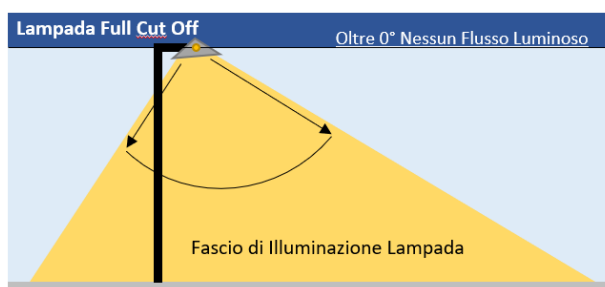 Lampada Full Cut Off
Oltre 0° Nessun Flusso Luminoso
Fascio di Illuminazione Lampada